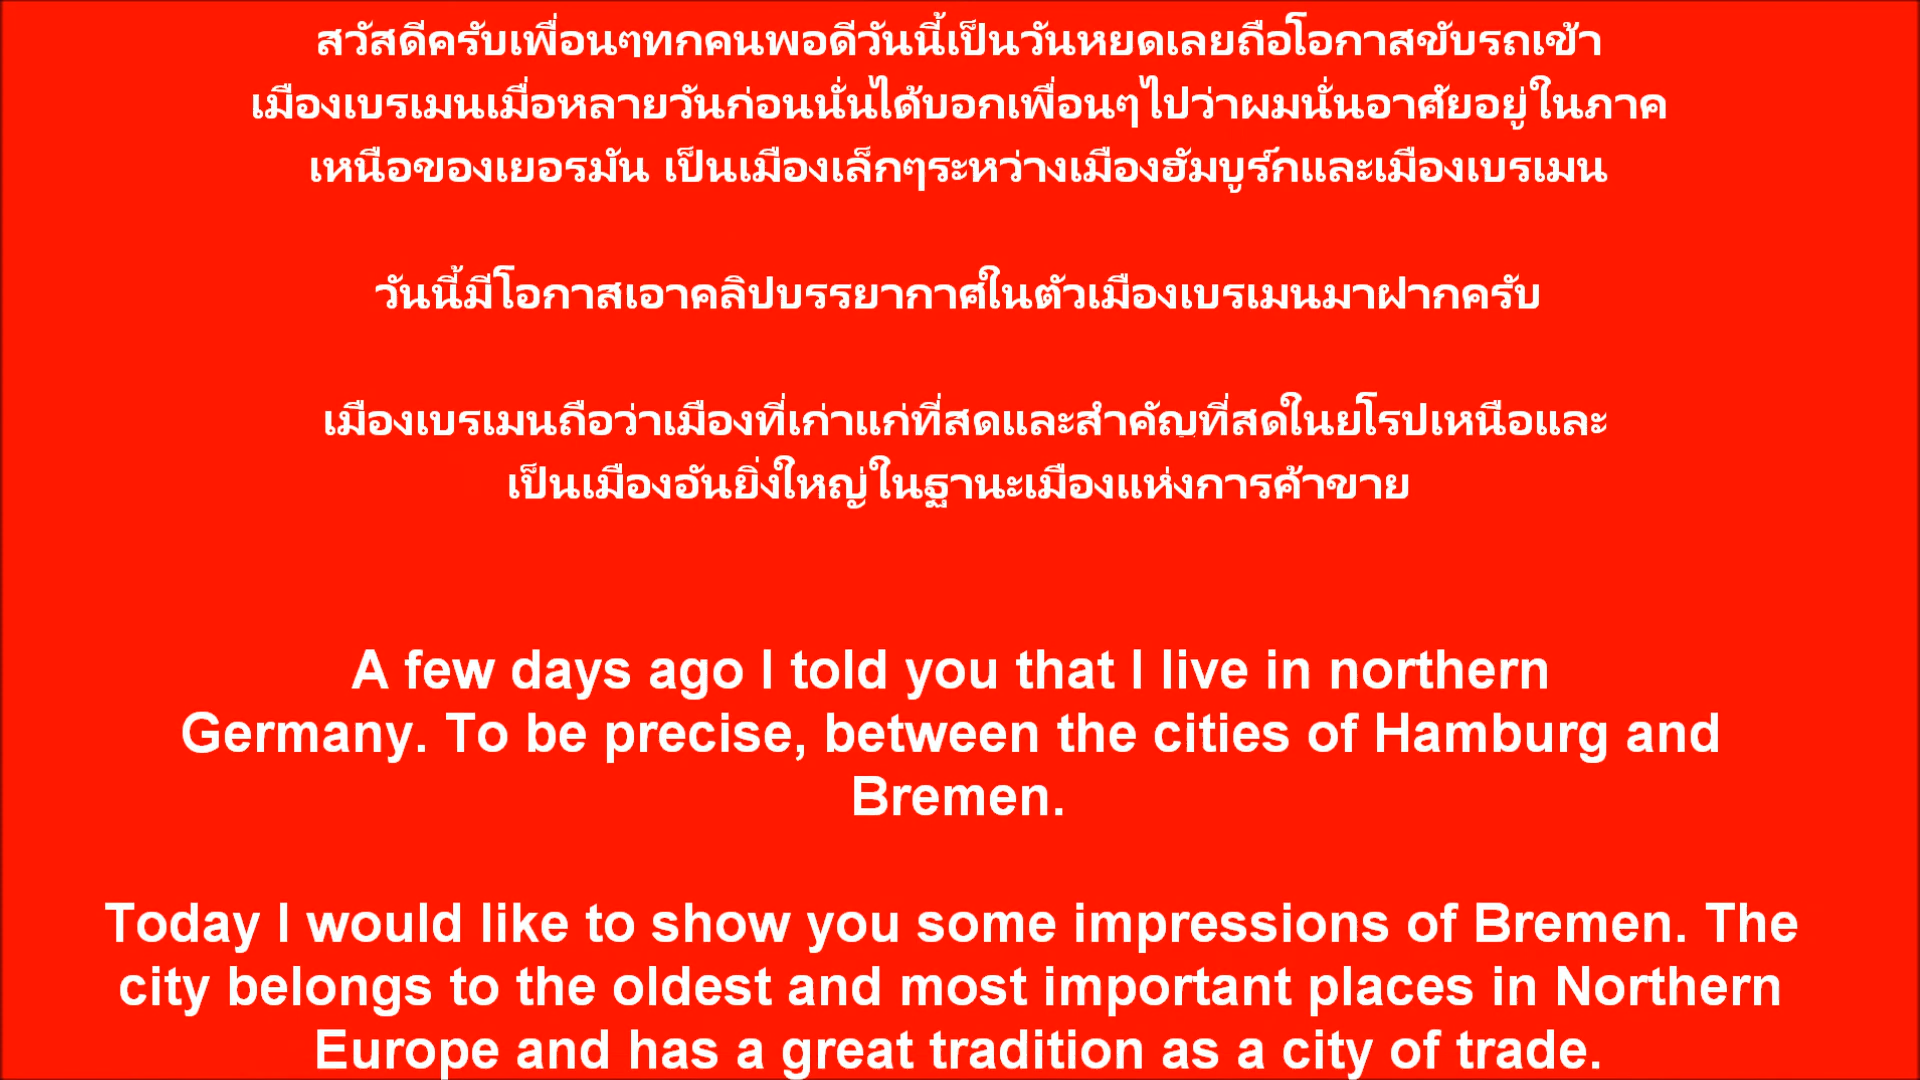 สวัสดีครับเพื่อนๆทกคนพอดีวันนี้เป็นวันหยดเลยถือโอกาสขับรถเข้า
เมืองเบรเมนเมื่อหลายวันก่อนนั่นได้บอกเพื่อนๆไปว่าผมนั่นอาศัยอยู่ในภาค
เหนือของเยอรมัน เป็นเมืองเล็กๆระหว่างเมืองฮัมบูร์กและเมืองเบรเมน
วันนี้มีโอกาสเอาคลิปบรรยากาศในตัวเมืองเบรเมนมาฝากครับ
เมืองเบรเมนถือว่าเมืองที่เก่าแก่ที่สดและสำคัญที่สดในยโรปเหนือและ
เป็นเมืองอันยิ่งใหญ่ในฐานะเมืองแห่งการค้าขาย
A few days ago I told you that I live in northern
Germany. To be precise, between the cities of Hamburg and
Bremen.
Today I would like to show you some impressions of Bremen. The
city belongs to the oldest and most important places in Northern
Europe and has a great tradition as a city of trade.